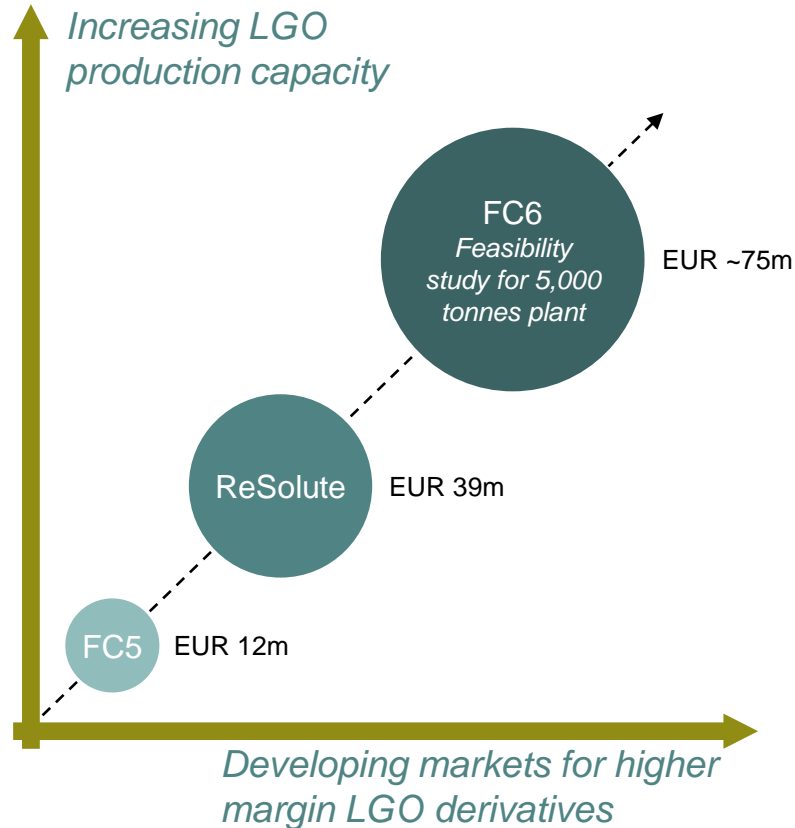 Increasing LGO
production capacity
FC6
Feasibility
study for 5,000
tonnes plant
EUR ~75m
ReSolute
EUR 39m
FC5
EUR 12m
Developing markets for higher
margin LGO derivatives